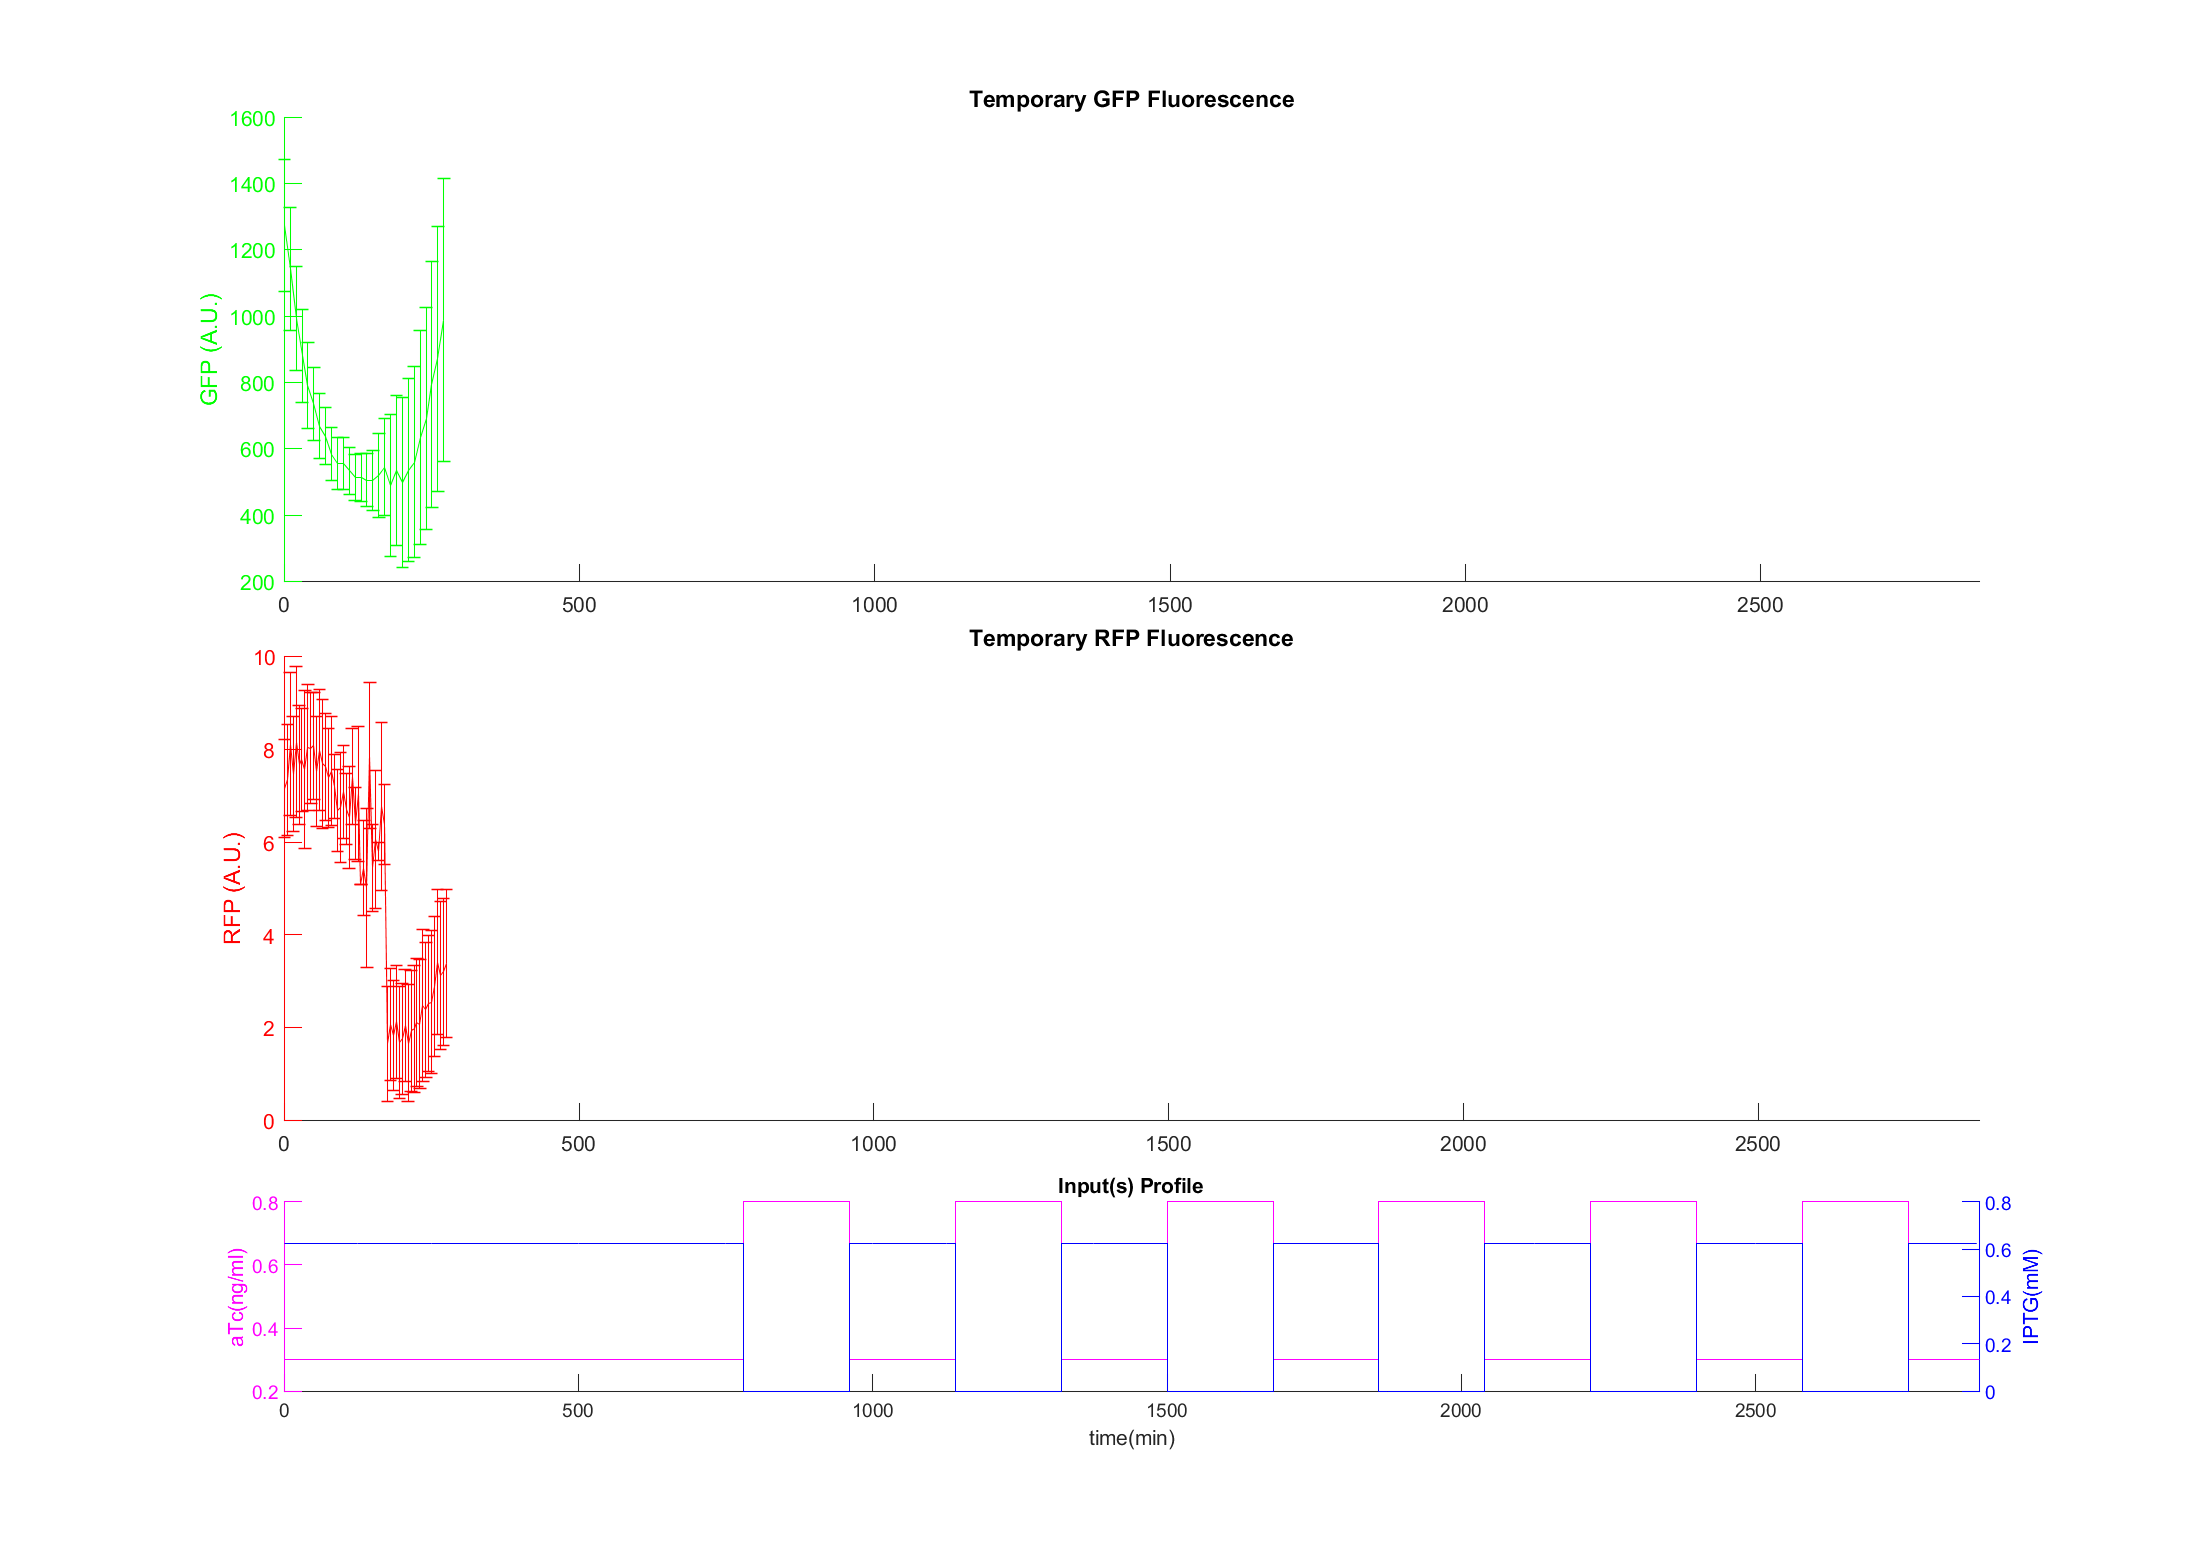 Temporary GFP Fluorescence
1600
1400
1200
1000
800
600
400
200
GFP (A.U.)
0 500 1000 1500 2000 2500
Temporary RFP Fluorescence
10
8
6
4
2
0
RFP (A.U.)
0 500 1000 1500 2000 2500
Input(s) Profile
0.8
0.6
0.4
0.2
aTc(ng/ml)
0.8
0.6
0.4
0.2
0
IPTG(mM)
0 500 1000 1500 2000 2500
time(min)